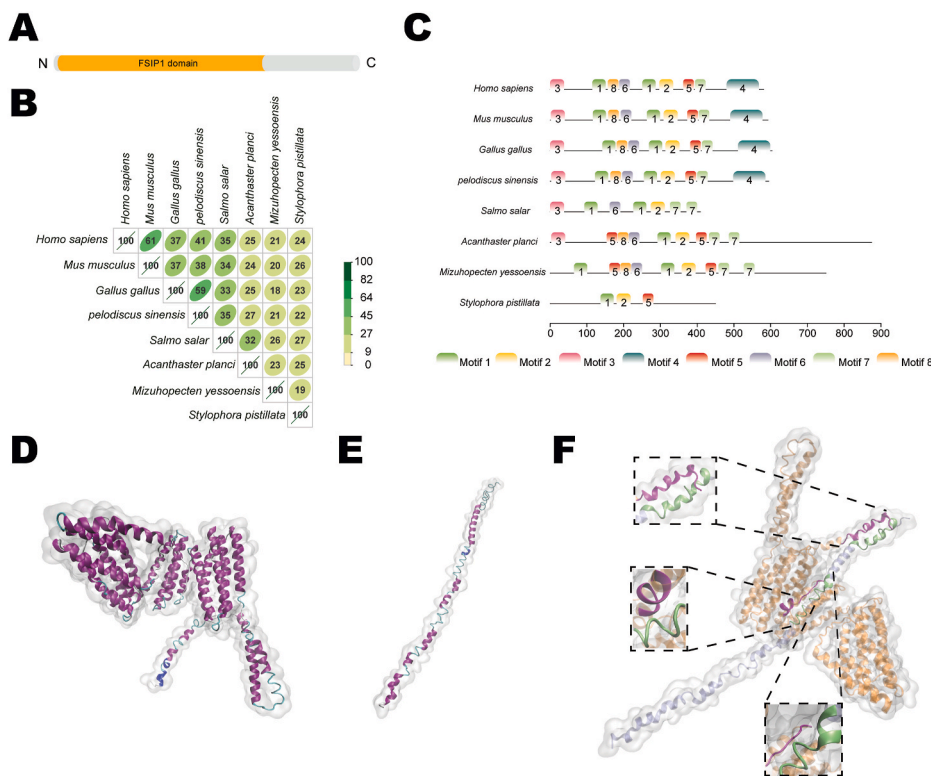 A
N FSIP1 domain C
B
Homo sapiens
Mus musculus
Gallus gallus
pelodiscus sinensis
Salmo salar
Acanthaster planci
Mizuhopecten yessoensis
Stylophora pistillata
Homo sapiens 100 61 37 41 35 25 21 24
Mus musculus 100 37 38 34 24 20 26
Gallus gallus 100 59 33 25 18 23
pelodiscus sinensis 100 35 27 21 22
Salmo salar 100 32 26 27
Acanthaster planci 100 23 25
Mizuhopecten yessoensis 100 19
Stylophora pistillata 100
100
82
64
45
27
9
0
C
Homo sapiens 3 1 8 6 1 2 5 7 4
Mus musculus 3 1 8 6 1 2 5 7 4
Gallus gallus 3 1 8 6 1 2 5 7 4
pelodiscus sinensis 3 1 8 6 1 2 5 7 4
Salmo salar 3 1 6 1 2 7 7
Acanthaster planci 3 5 8 6 1 2 5 7 7
Mizuhopecten yessoensis 1 5 8 6 1 2 5 7 7
Stylophora pistillata 1 2 5
0 100 200 300 400 500 600 700 800 900
Motif 1 Motif 2 Motif 3 Motif 4 Motif 5 Motif 6 Motif 7 Motif 8
D
E
F